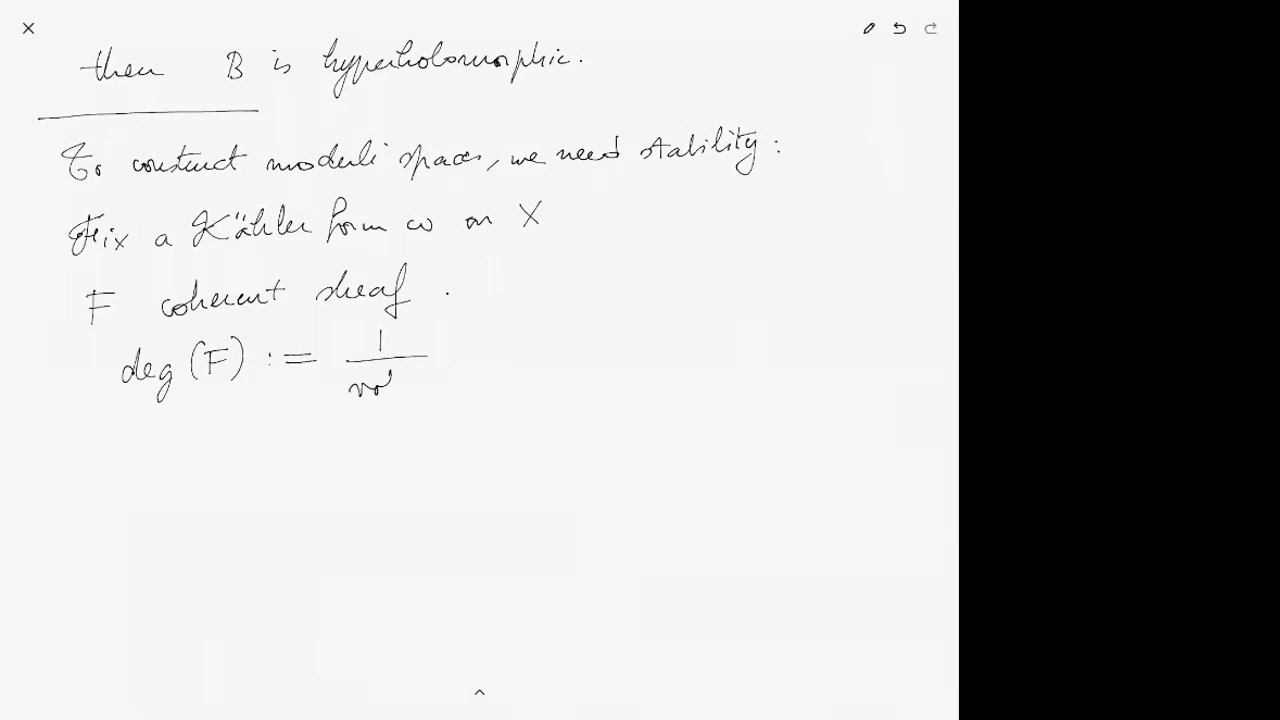 then B is hyperholomorphic.
To construct moduli spaces, we need stability :
Fix a Kähler form ω on X
F coherent sheaf .
deg (F) := 1
vol